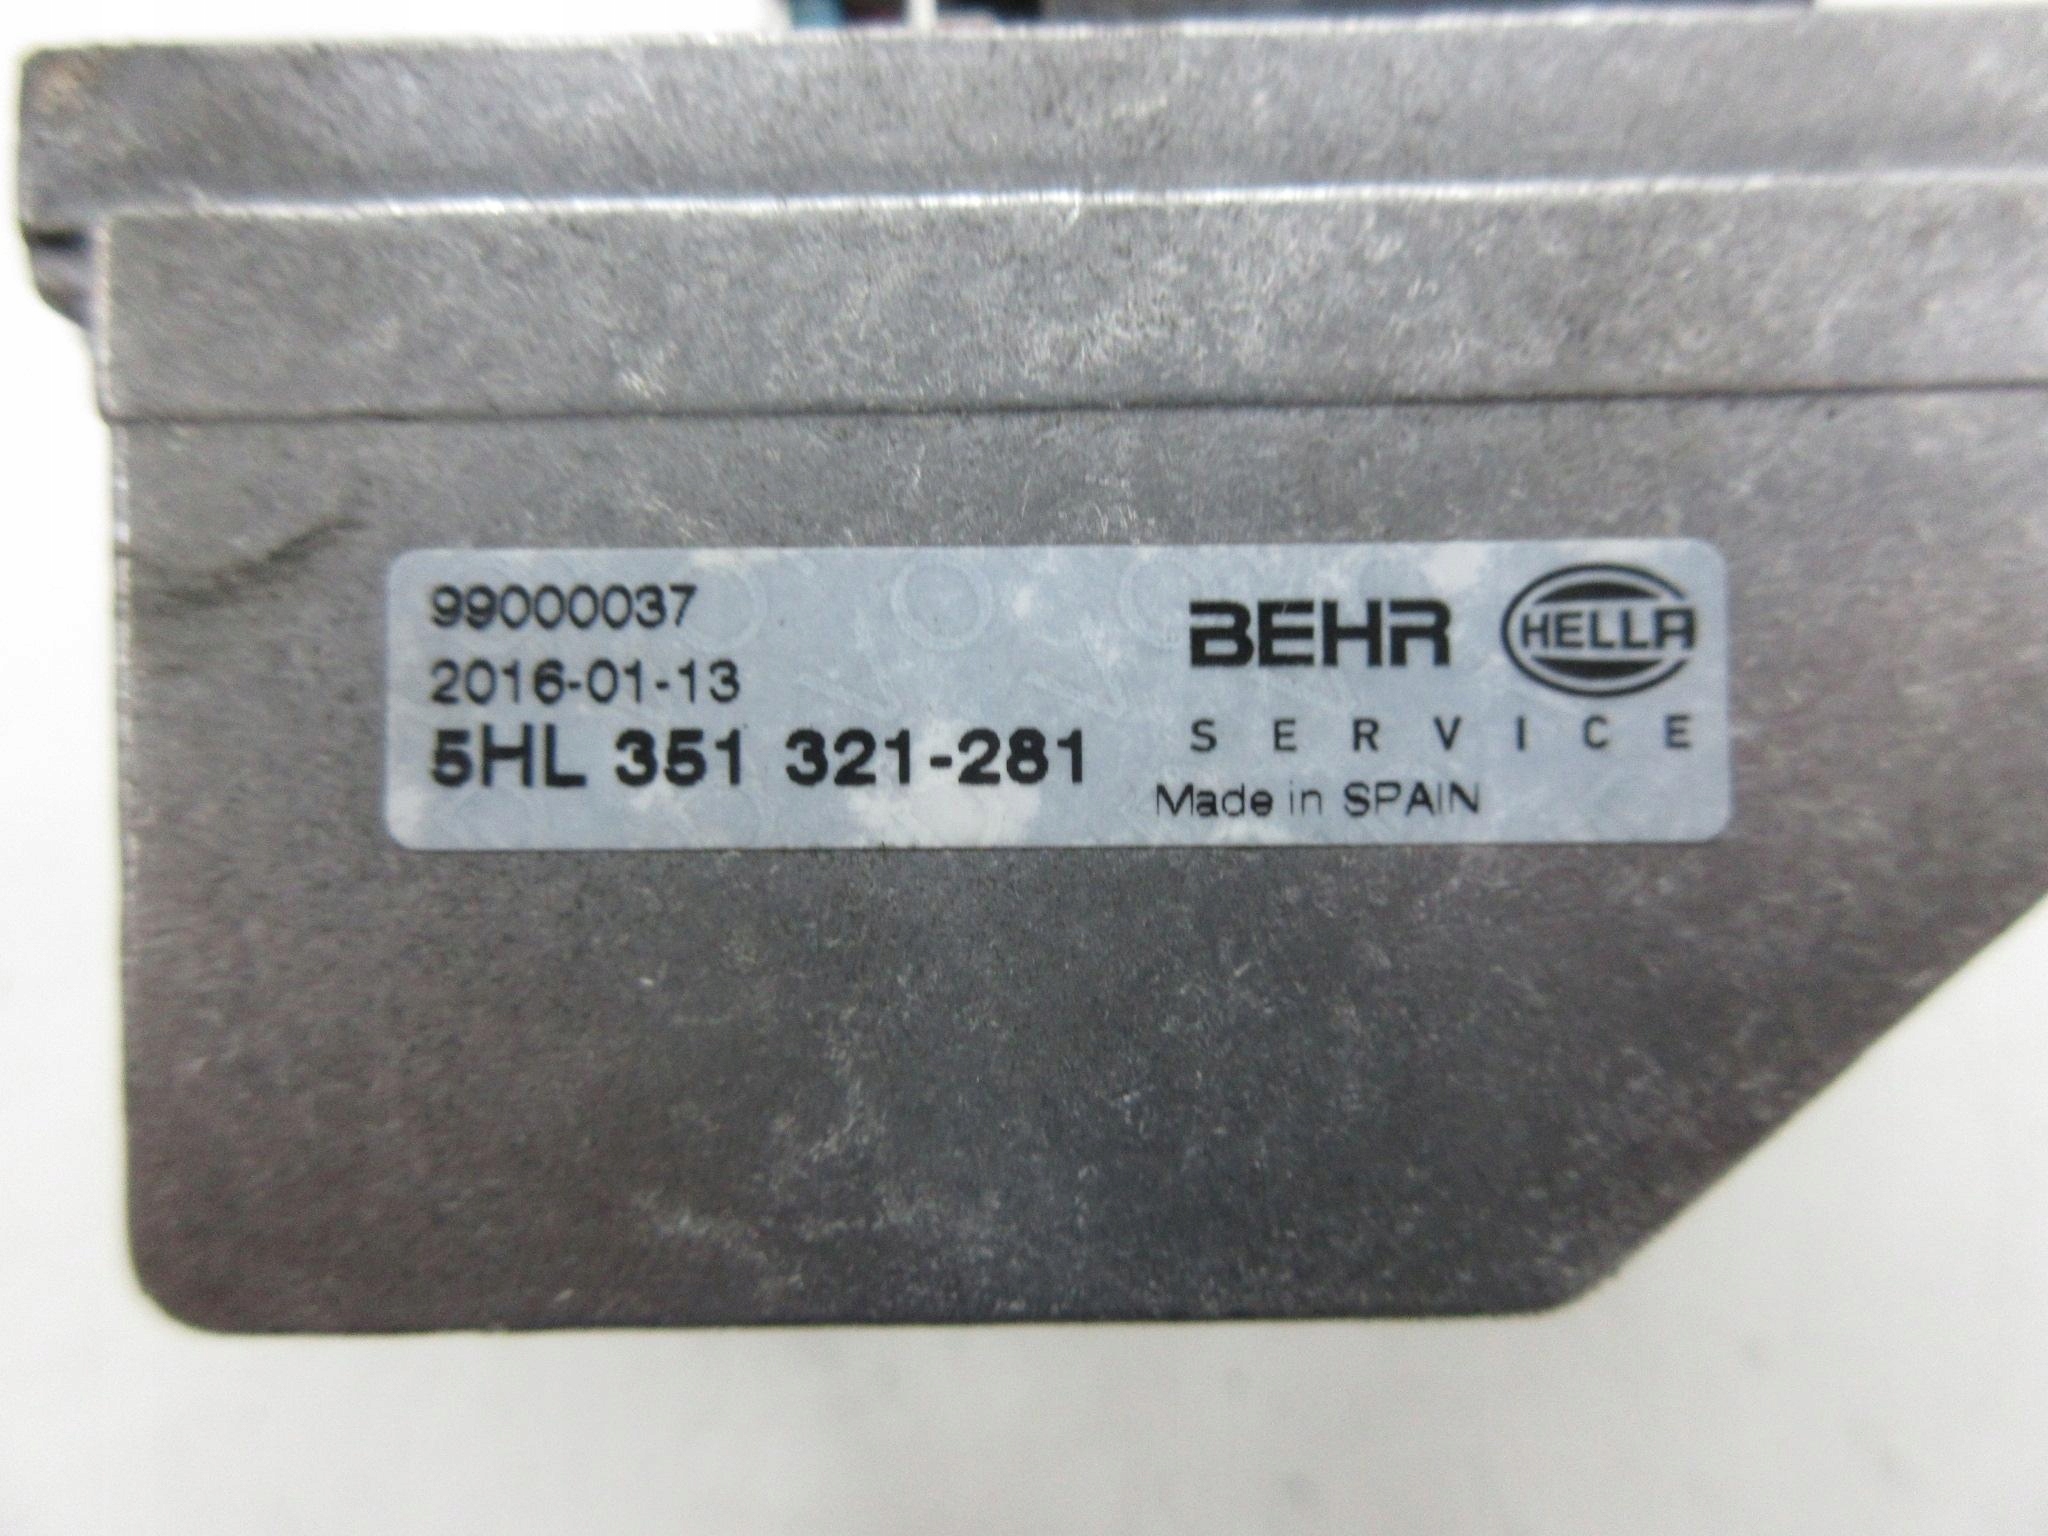 99000037
2016-01-13
5HL 351 321-281
BEHR HELLA
SERVICE
Made in SPAIN